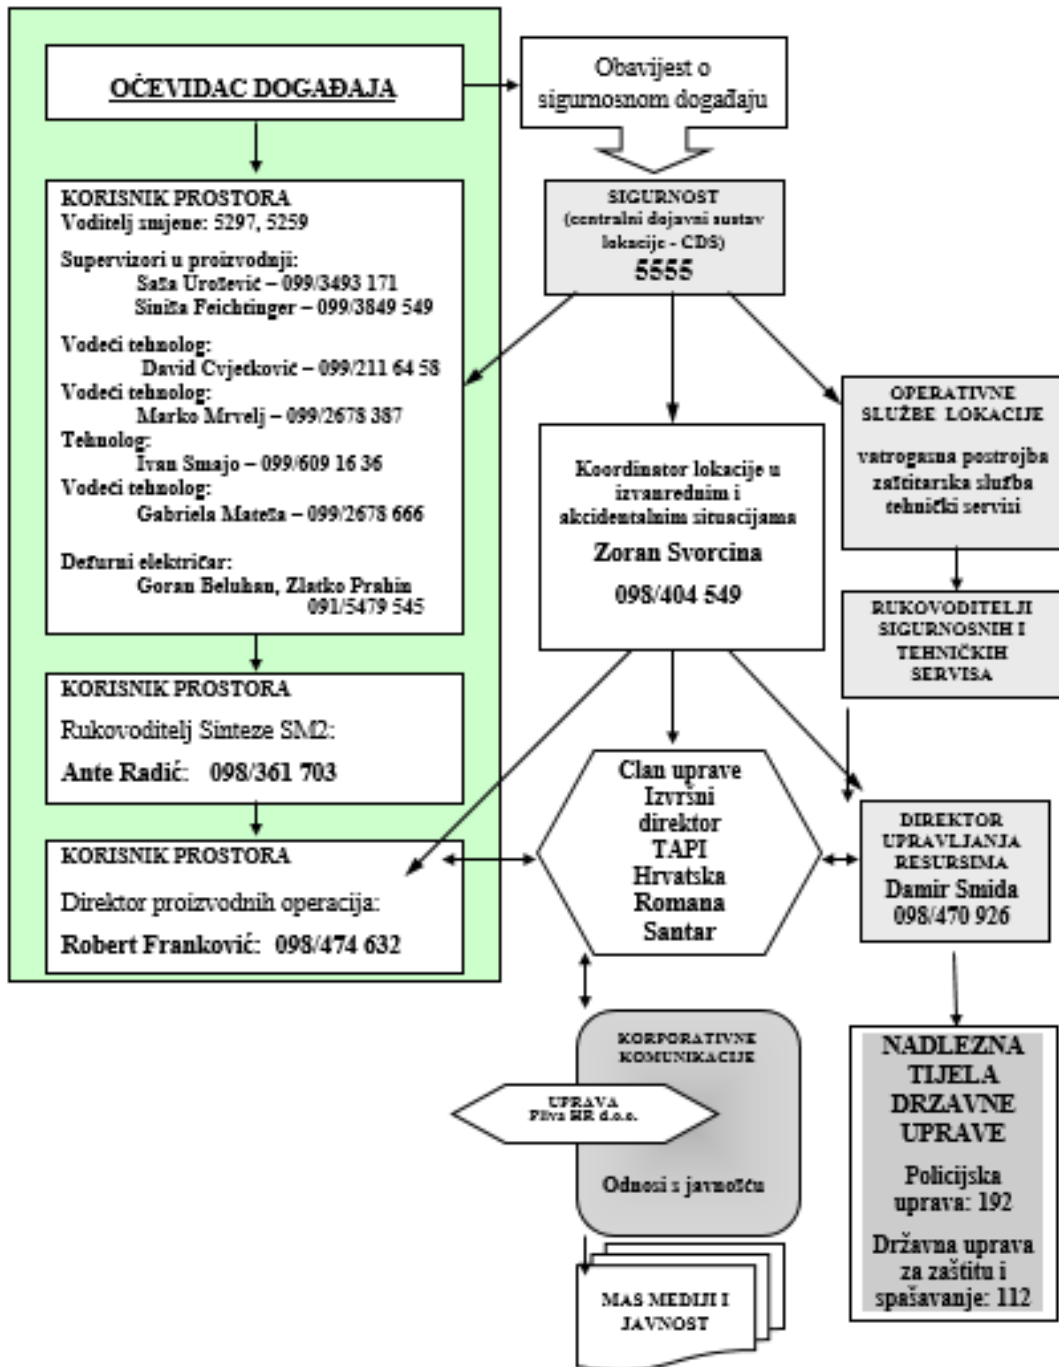 OČEVIDAC DOGAĐAJA
Obavijest o
sigurnosnom događaju
KORISNIK PROSTORA
Voditelj smjene: 5297, 5259
Supervizori u proizvodnji:
Saša Urošević – 099/3493 171
Siniša Feichtinger – 099/3849 549
Vodeći tehnolog:
David Cvjetković – 099/211 64 58
Vodeći tehnolog:
Marko Mrvelj – 099/2678 387
Tehnolog:
Ivan Smajo – 099/609 16 36
Vodeći tehnolog:
Gabriela Mateša – 099/2678 666
Dežurni električar:
Goran Beluhan, Zlatko Prahin
091/5479 545
SIGURNOST
(centralni dojavni sustav
lokacije - CDS)
5555
Koordinator lokacije u
izvanrednim i
akcidentalnim situacijama
Zoran Svorcina
098/404 549
OPERATIVNE
SLUŽBE LOKACIJE
vatrogasna postrojba
zaštitarska služba
tehnički servisi
RUKOVODITELJI
SIGURNOSNIH I
TEHNIČKIH
SERVISA
KORISNIK PROSTORA
Rukovoditelj Sinteze SM2:
Ante Radić: 098/361 703
KORISNIK PROSTORA
Direktor proizvodnih operacija:
Robert Franković: 098/474 632
Clan uprave
Izvršni
direktor
TAPI
Hrvatska
Romana
Santar
DIREKTOR
UPRAVLJANJA
RESURSIMA
Damir Smida
098/470 926
KORPORATIVNE
KOMUNIKACIJE
UPRAVA
Pliva HR d.o.o.
Odnosi s javnošću
MAS MEDIJI I
JAVNOST
NADLEZNA
TIJELA
DRZAVNE
UPRAVE
Policijska
uprava: 192
Državna uprava
za zaštitu i
spašavanje: 112